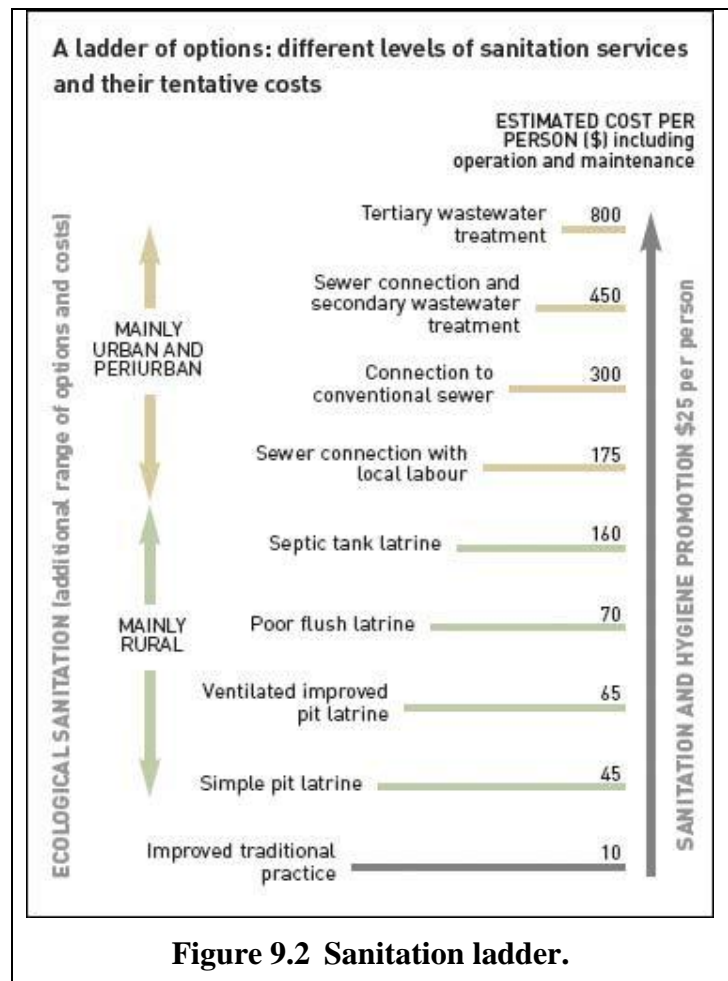 A ladder of options: different levels of sanitation services
and their tentative costs
ESTIMATED COST PER
PERSON ($) including
operation and maintenance
ECOLOGICAL SANITATION (additional range of options and costs)
MAINLY
URBAN AND
PERIURBAN
MAINLY
RURAL
Tertiary wastewater
treatment
800
Sewer connection and
secondary wastewater
treatment
450
Connection to
conventional sewer
300
Sewer connection with
local labour
175
Septic tank latrine
160
Poor flush latrine
70
Ventilated improved
pit latrine
65
Simple pit latrine
45
Improved traditional
practice
10
SANITATION AND HYGIENE PROMOTION $25 per person
Figure 9.2 Sanitation ladder.